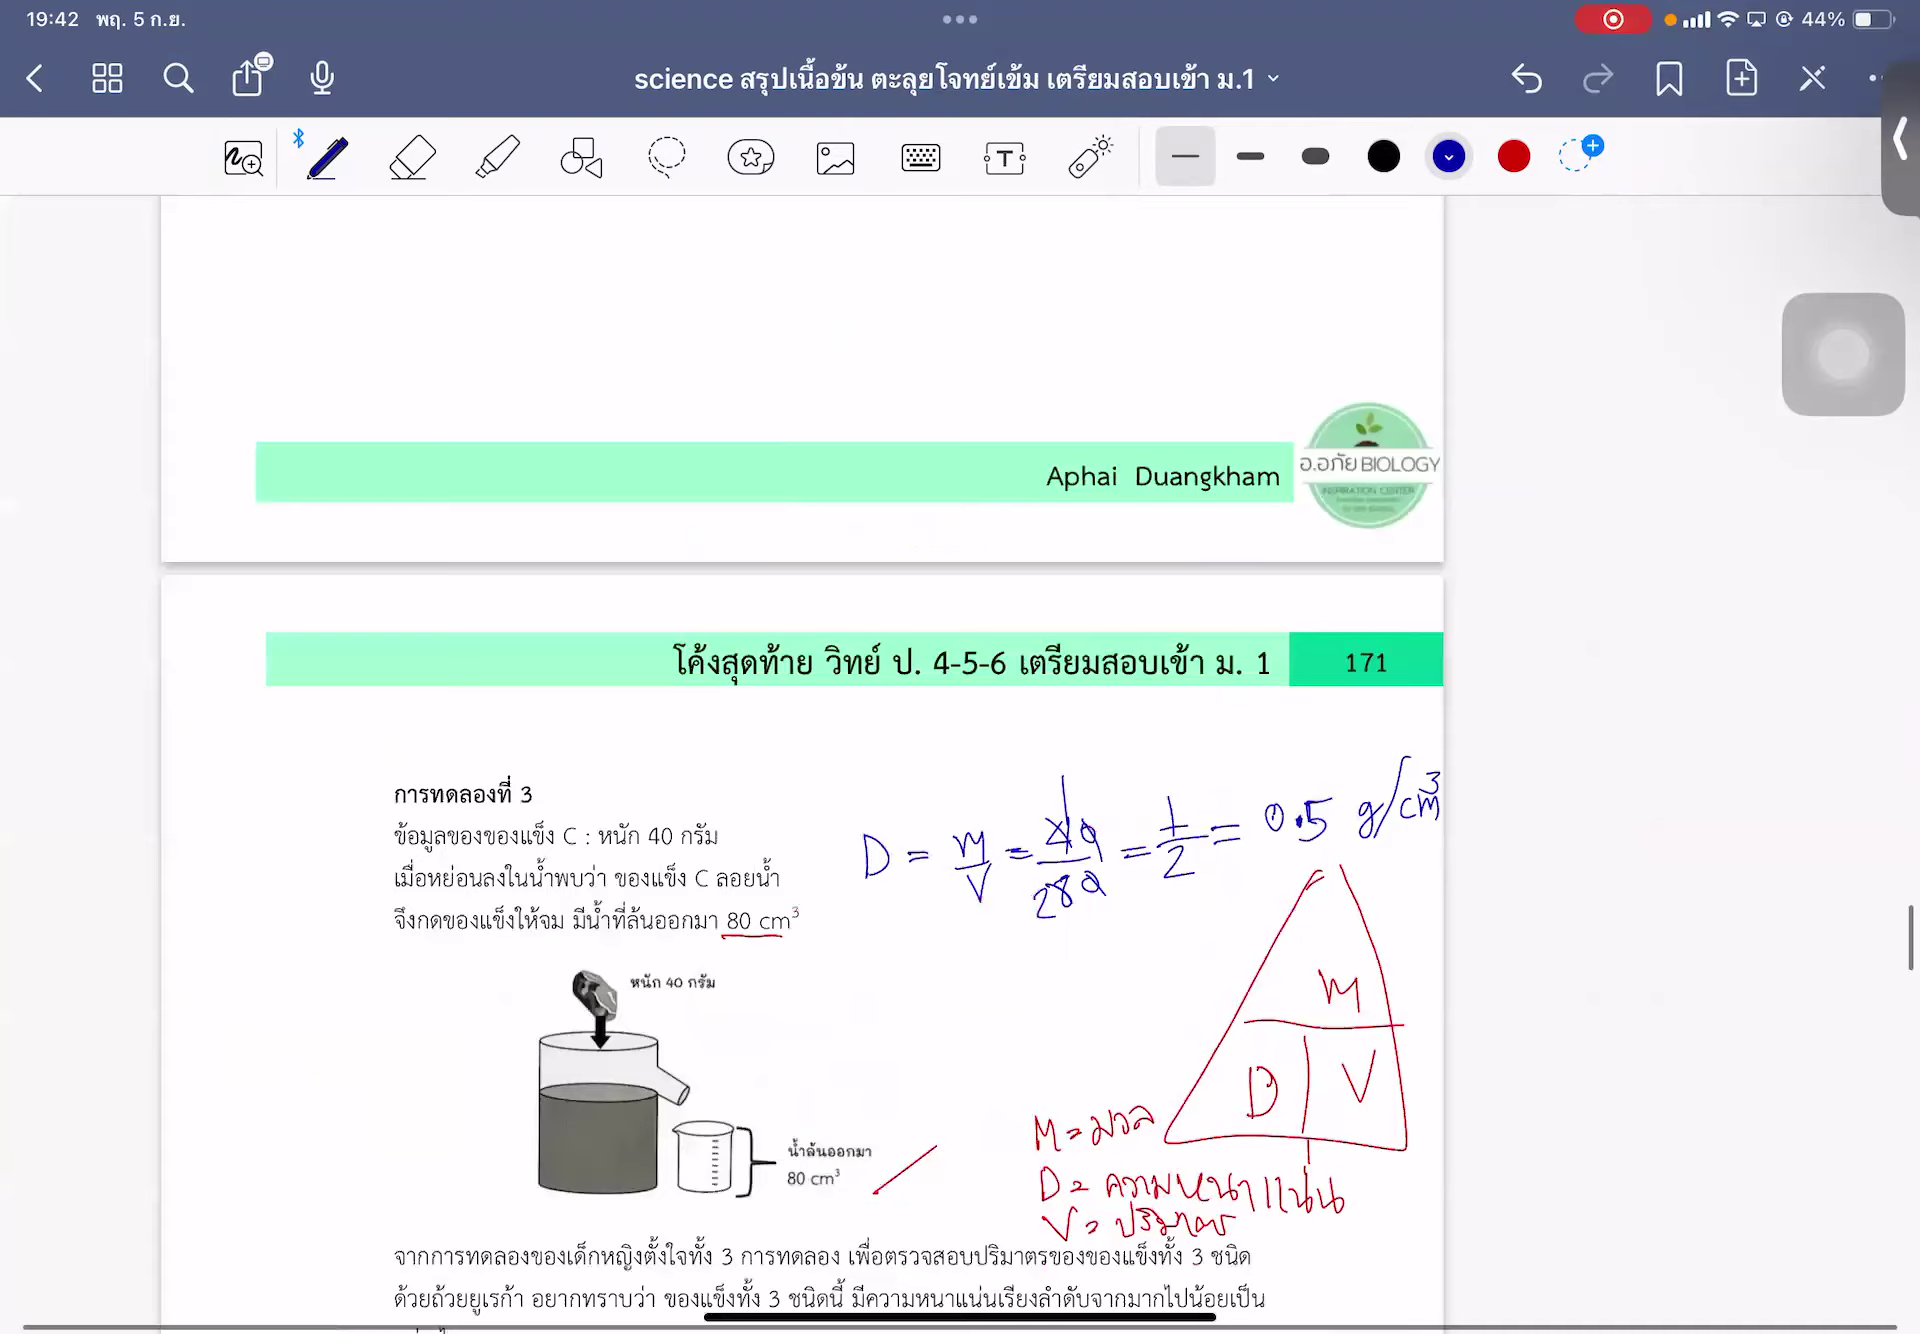 19:42 พฤ. 5 ก.ย.
44%
science สรุปเนื้อข้น ตะลุยโจทย์เข้ม เตรียมสอบเข้า ม.1
Aphai Duangkham
อ.อภัย BIOLOGY
INSPIRATION CENTER
โค้งสุดท้าย วิทย์ ป. 4-5-6 เตรียมสอบเข้า ม. 1
171
การทดลองที่ 3
ข้อมูลของของแข็ง C : หนัก 40 กรัม
เมื่อหย่อนลงในน้ำพบว่า ของแข็ง C ลอยน้ำ
จึงกดของแข็งให้จม มีน้ำที่ล้นออกมา 80 cm³
D = m/V = 40/80 = 1/2 = 0.5 g/cm³
หนัก 40 กรัม
น้ำล้นออกมา
80 cm³
M
D V
M = มวล
D = ความหนาแน่น
V = ปริมาตร
จากการทดลองของเด็กหญิงตั้งใจทั้ง 3 การทดลอง เพื่อตรวจสอบปริมาตรของของแข็งทั้ง 3 ชนิด
ด้วยถ้วยยูเรก้า อยากทราบว่า ของแข็งทั้ง 3 ชนิดนี้ มีความหนาแน่นเรียงลำดับจากมากไปน้อยเป็น